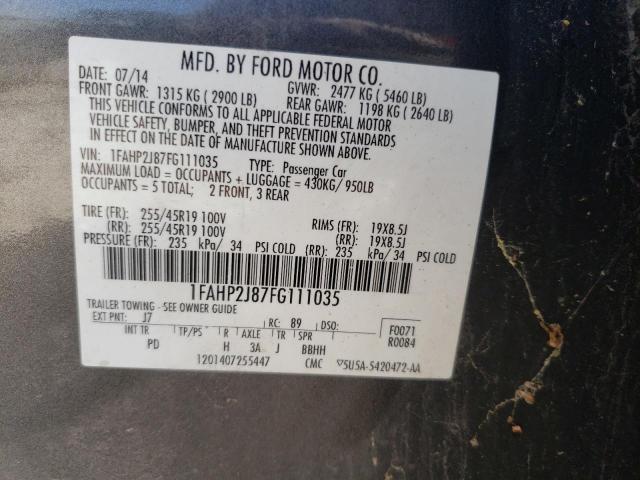 MFD. BY FORD MOTOR CO.
DATE: 07/14 GVWR: 2477 KG ( 5460 LB)
FRONT GAWR: 1315 KG ( 2900 LB) REAR GAWR: 1198 KG ( 2640 LB)
THIS VEHICLE CONFORMS TO ALL APPLICABLE FEDERAL MOTOR
VEHICLE SAFETY, BUMPER, AND THEFT PREVENTION STANDARDS
IN EFFECT ON THE DATE OF MANUFACTURE SHOWN ABOVE.
VIN: 1FAHP2J87FG111035 TYPE: Passenger Car
MAXIMUM LOAD = OCCUPANTS + LUGGAGE = 430KG/ 950LB
OCCUPANTS = 5 TOTAL; 2 FRONT, 3 REAR
TIRE (FR): 255/45R19 100V RIMS (FR): 19X8.5J
(RR): 255/45R19 100V (RR): 19X8.5J
PRESSURE (FR): 235 kPa/ 34 PSI COLD (RR): 235 kPa/ 34 PSI COLD
1FAHP2J87FG111035
TRAILER TOWING - SEE OWNER GUIDE
EXT PNT: J7 RC: 89 DSO: F0071
INT TR TP/PS R AXLE TR SPR R0084
PD H 3A J BBHH
1201407255447 CMC 5U5A-5420472-AA